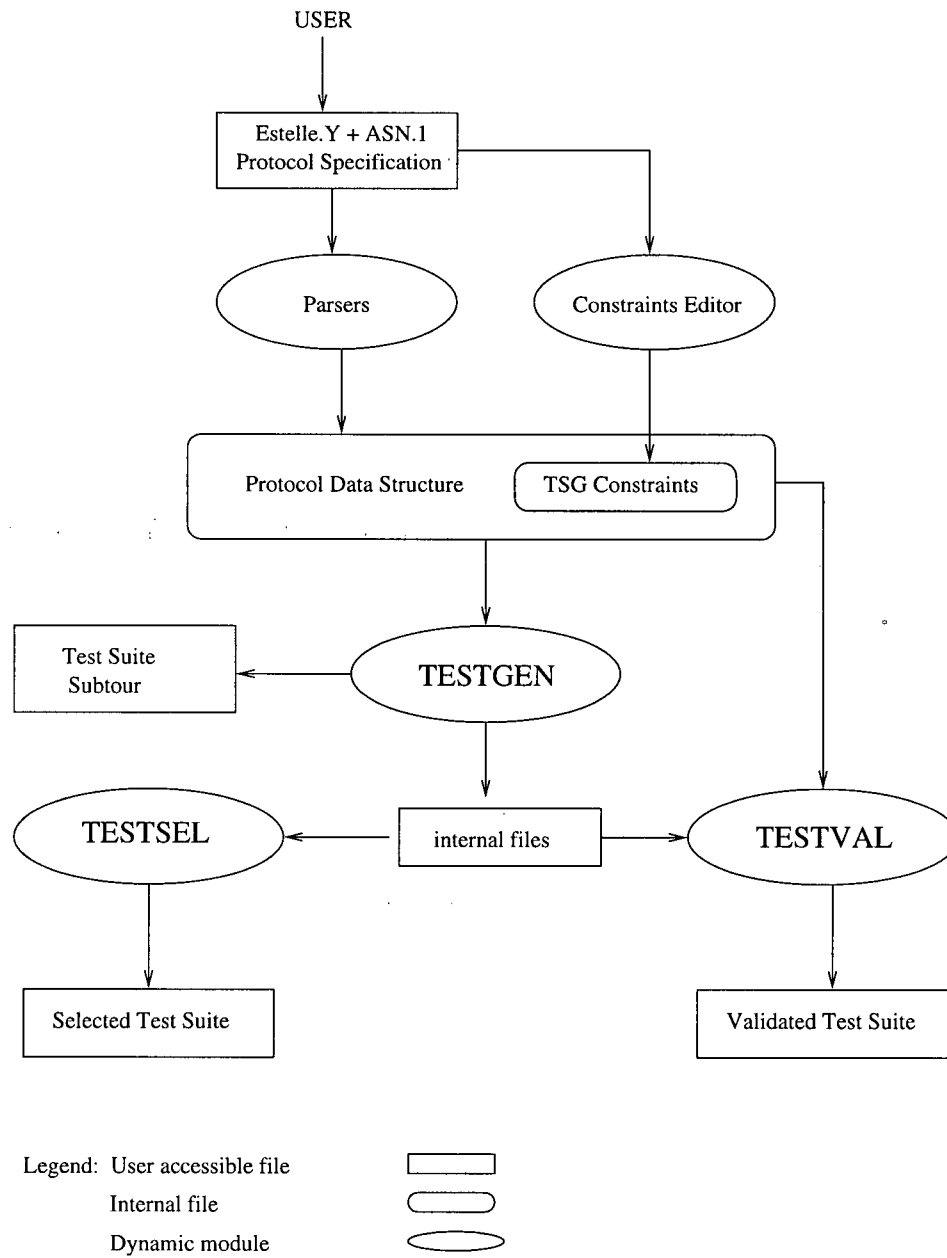 USER
Estelle.Y + ASN.1
Protocol Specification
Parsers
Constraints Editor
Protocol Data Structure
TSG Constraints
Test Suite
Subtour
TESTGEN
TESTSEL
internal files
TESTVAL
Selected Test Suite
Validated Test Suite
Legend: User accessible file
Internal file
Dynamic module